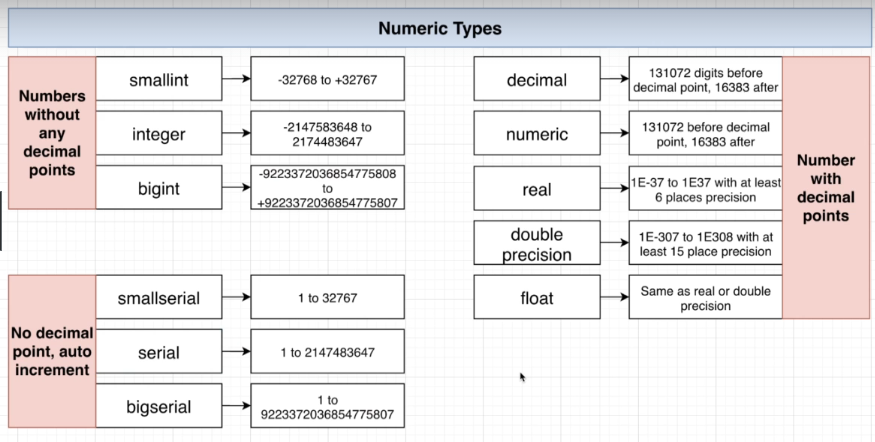 Numeric Types
Numbers
without
any
decimal
points
smallint
-32768 to +32767
integer
-2147583648 to
2174483647
bigint
-9223372036854775808
to
+9223372036854775807
No decimal
point, auto
increment
smallserial
1 to 32767
serial
1 to 2147483647
bigserial
1 to
9223372036854775807
decimal
131072 digits before
decimal point, 16383 after
numeric
131072 before decimal
point, 16383 after
real
1E-37 to 1E37 with at least
6 places precision
double
precision
1E-307 to 1E308 with at
least 15 place precision
float
Same as real or double
precision
Number
with
decimal
points